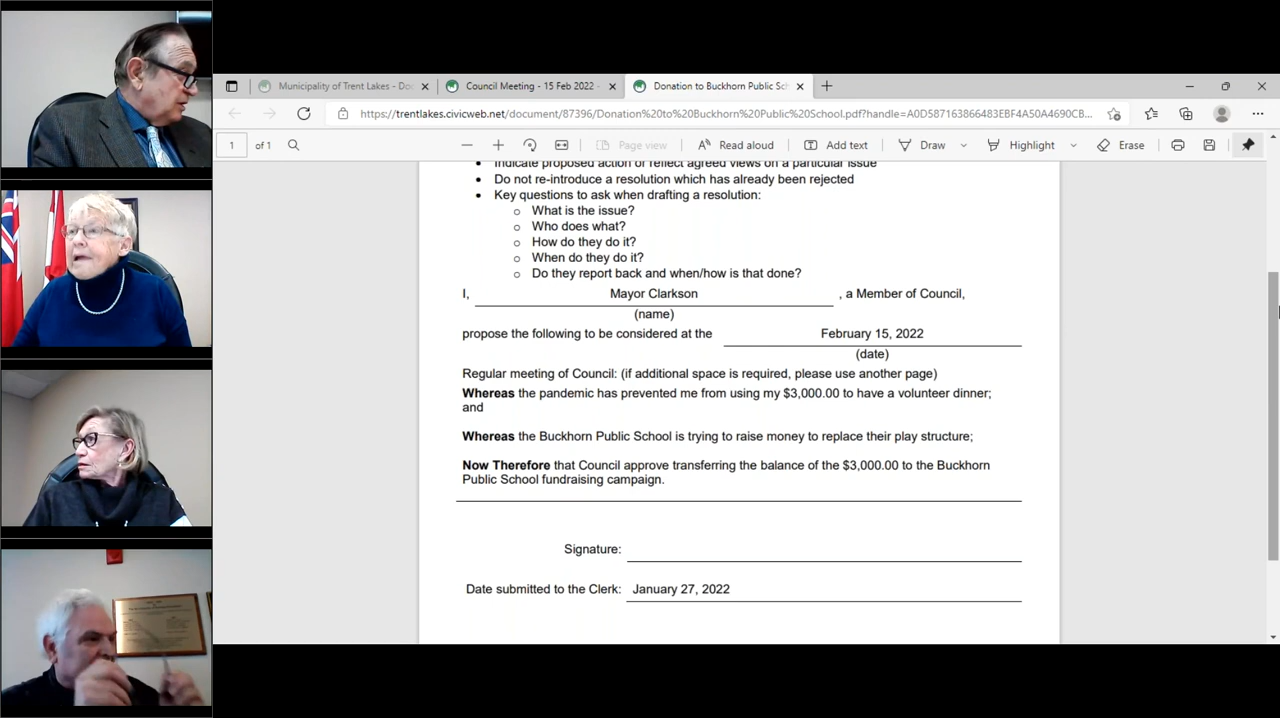 Municipality of Trent Lakes - Doc
Council Meeting - 15 Feb 2022 -
Donation to Buckhorn Public Sch
https://trentlakes.civicweb.net/document/87396/Donation%20to%20Buckhorn%20Public%20School.pdf?handle=A0D587163866483EBF4A50A4690CB...
1 of 1
Page view
Read aloud
Add text
Draw
Highlight
Erase
Indicate proposed action or reflect agreed views on a particular issue
Do not re-introduce a resolution which has already been rejected
Key questions to ask when drafting a resolution:
What is the issue?
Who does what?
How do they do it?
When do they do it?
Do they report back and when/how is that done?
I, Mayor Clarkson , a Member of Council,
(name)
propose the following to be considered at the February 15, 2022
(date)
Regular meeting of Council: (if additional space is required, please use another page)
Whereas the pandemic has prevented me from using my $3,000.00 to have a volunteer dinner;
and
Whereas the Buckhorn Public School is trying to raise money to replace their play structure;
Now Therefore that Council approve transferring the balance of the $3,000.00 to the Buckhorn
Public School fundraising campaign.
Signature:
Date submitted to the Clerk: January 27, 2022